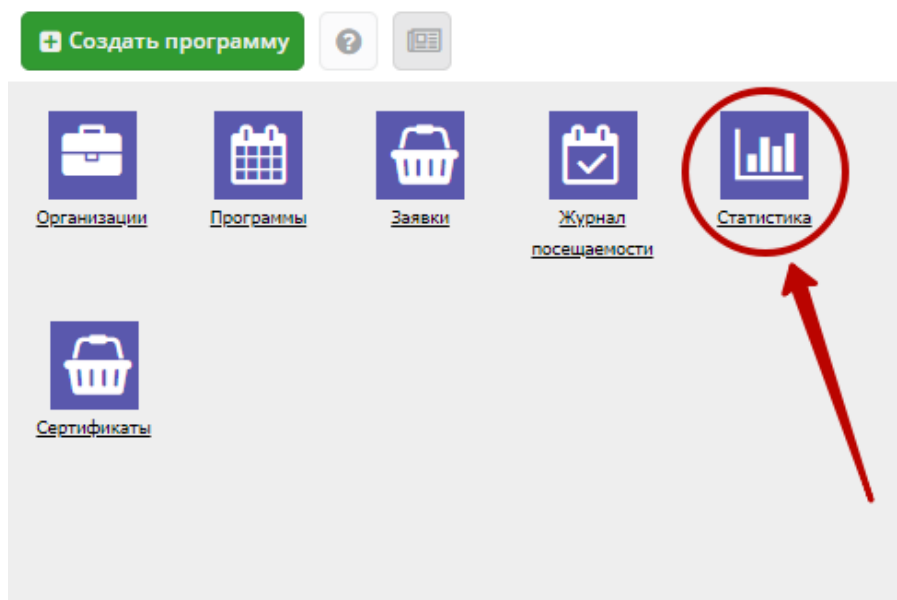 Создать программу
Организации
Программы
Заявки
Журнал
посещаемости
Статистика
Сертификаты